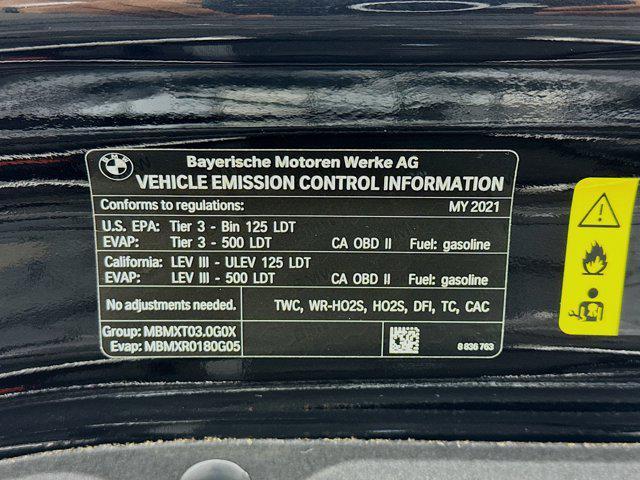 BMW
Bayerische Motoren Werke AG
VEHICLE EMISSION CONTROL INFORMATION
Conforms to regulations: MY 2021
U.S. EPA: Tier 3 - Bin 125 LDT
EVAP: Tier 3 - 500 LDT CA OBD II Fuel: gasoline
California: LEV III - ULEV 125 LDT
EVAP: LEV III - 500 LDT CA OBD II Fuel: gasoline
No adjustments needed. TWC, WR-HO2S, HO2S, DFI, TC, CAC
Group: MBMXT03.0G0X
Evap: MBMXR0180G05 8 836 763